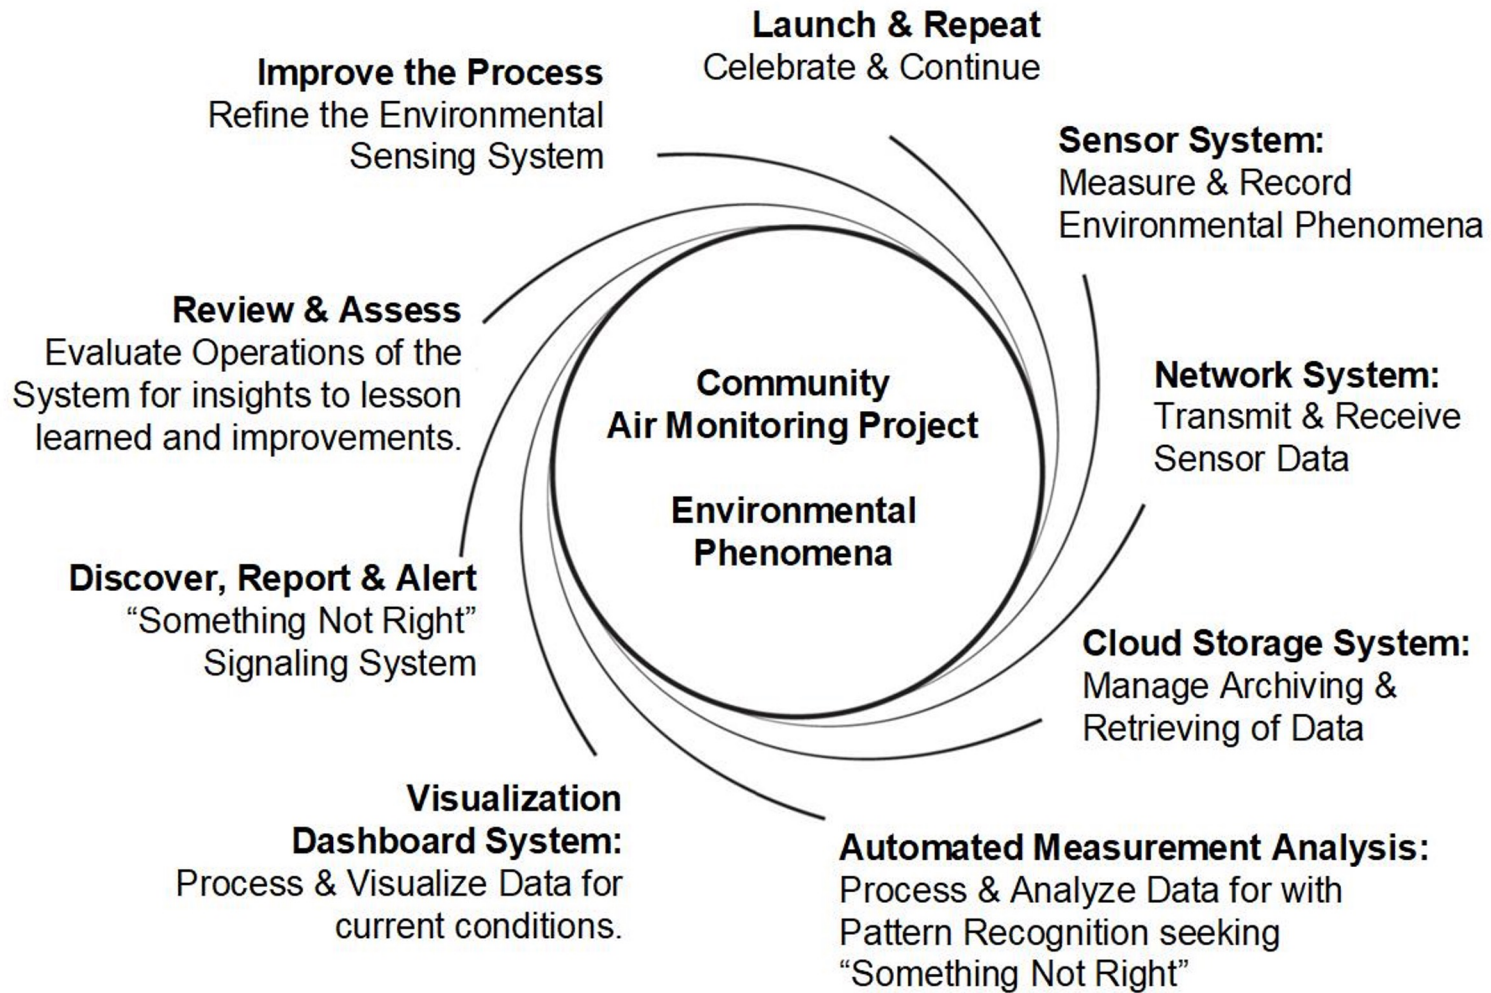 Launch & Repeat
Celebrate & Continue
Sensor System:
Measure & Record
Environmental Phenomena
Network System:
Transmit & Receive
Sensor Data
Cloud Storage System:
Manage Archiving &
Retrieving of Data
Automated Measurement Analysis:
Process & Analyze Data for with
Pattern Recognition seeking
“Something Not Right”
Visualization
Dashboard System:
Process & Visualize Data for
current conditions.
Discover, Report & Alert
“Something Not Right”
Signaling System
Review & Assess
Evaluate Operations of the
System for insights to lesson
learned and improvements.
Improve the Process
Refine the Environmental
Sensing System
Community
Air Monitoring Project
Environmental
Phenomena